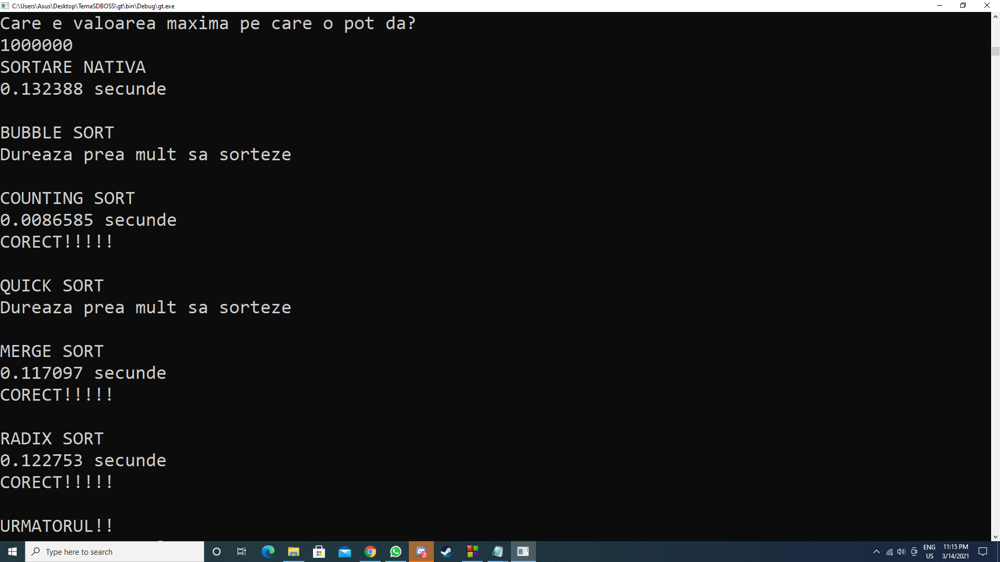 C:\Users\Asus\Desktop\TemaSDBOSS\gt\bin\Debug\gt.exe
Care e valoarea maxima pe care o pot da?
1000000
SORTARE NATIVA
0.132388 secunde
BUBBLE SORT
Dureaza prea mult sa sorteze
COUNTING SORT
0.0086585 secunde
CORECT!!!!!
QUICK SORT
Dureaza prea mult sa sorteze
MERGE SORT
0.117097 secunde
CORECT!!!!!
RADIX SORT
0.122753 secunde
CORECT!!!!!
URMATORUL!!
Type here to search
2
ENG
US
11:15 PM
3/14/2021